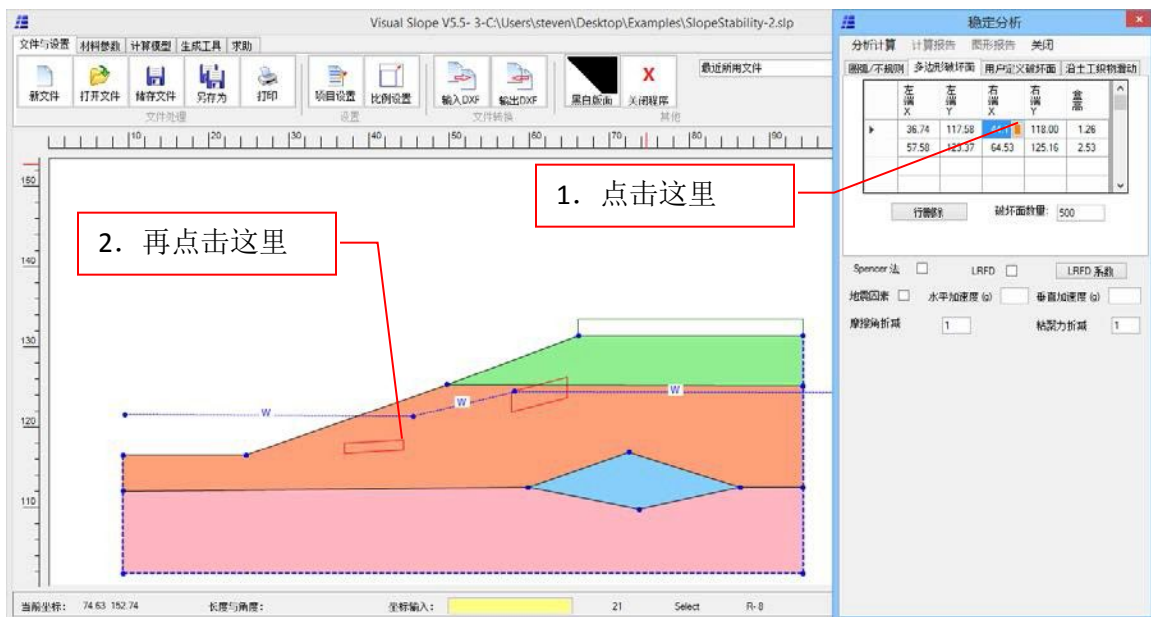 Visual Slope V5.5- 3-C:\Users\steven\Desktop\Examples\SlopeStability-2.slp
文件与设置 材料参数 计算模型 生成工具 求助
新文件 打开文件 储存文件 另存为 打印 项目设置 比例设置 输入DXF 输出DXF 黑白版面 关闭程序
最近所用文件
文件处理 设置 文件转换 其他
10 20 30 40 50 60 70 80 90
150
140
130
120
110
1. 点击这里
2. 再点击这里
W W W
当前坐标: 74.63 152.74 长度与角度: 坐标输入: 21 Select R- 8
稳定分析
分析计算 计算报告 图形报告 关闭
圆弧/不规则 多边形破坏面 用户定义破坏面 沿土工织物滑动
左端X 左端Y 右端X 右端Y 盒高
36.74 117.58 118.00 1.26
57.58 123.37 64.53 125.16 2.53
行删除 破坏面数量: 500
Spencer 法 LRFD LRFD 系数
地震因素 水平加速度 (g) 垂直加速度 (g)
摩擦角折减 1 粘聚力折减 1